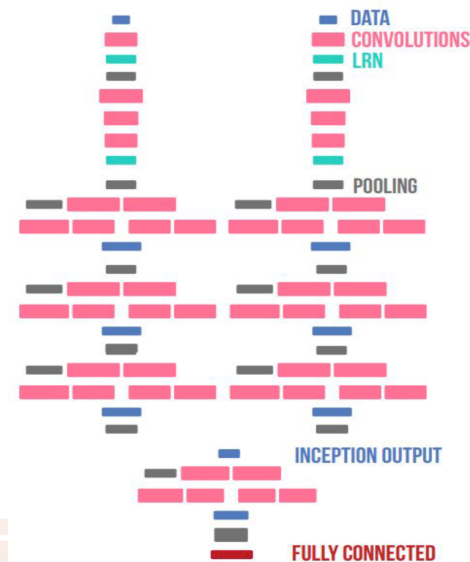 DATA
CONVOLUTIONS
LRN
POOLING
INCEPTION OUTPUT
FULLY CONNECTED